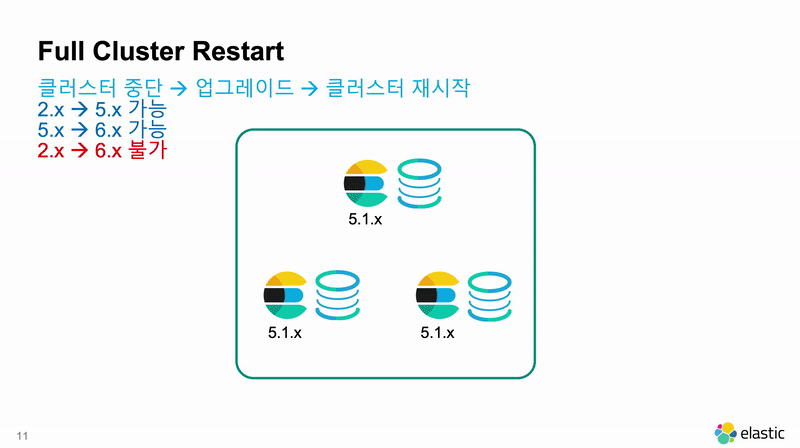 Full Cluster Restart
클러스터 중단 → 업그레이드 → 클러스터 재시작
2.x → 5.x 가능
5.x → 6.x 가능
2.x → 6.x 불가
5.1.x
5.1.x
5.1.x
11
elastic